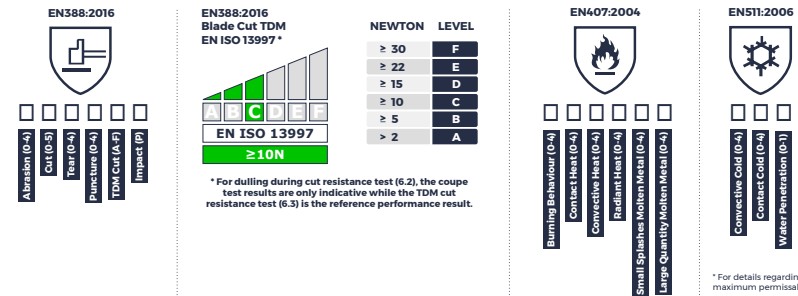 EN388:2016
Abrasion (0-4)
Cut (0-5)
Tear (0-4)
Puncture (0-4)
TDM Cut (A-F)
Impact (P)
EN388:2016
Blade Cut TDM
EN ISO 13997 *
A B C D E F
EN ISO 13997
≥10N
NEWTON LEVEL
≥ 30 F
≥ 22 E
≥ 15 D
≥ 10 C
≥ 5 B
> 2 A
* For dulling during cut resistance test (6.2), the coupe
test results are only indicative while the TDM cut
resistance test (6.3) is the reference performance result.
EN407:2004
Burning Behaviour (0-4)
Contact Heat (0-4)
Convective Heat (0-4)
Radiant Heat (0-4)
Small Splashes Molten Metal (0-4)
Large Quantity Molten Metal (0-4)
EN511:2006
Convective Cold (0-4)
Contact Cold (0-4)
Water Penetration (0-1)
* For details regardin
maximum permissa